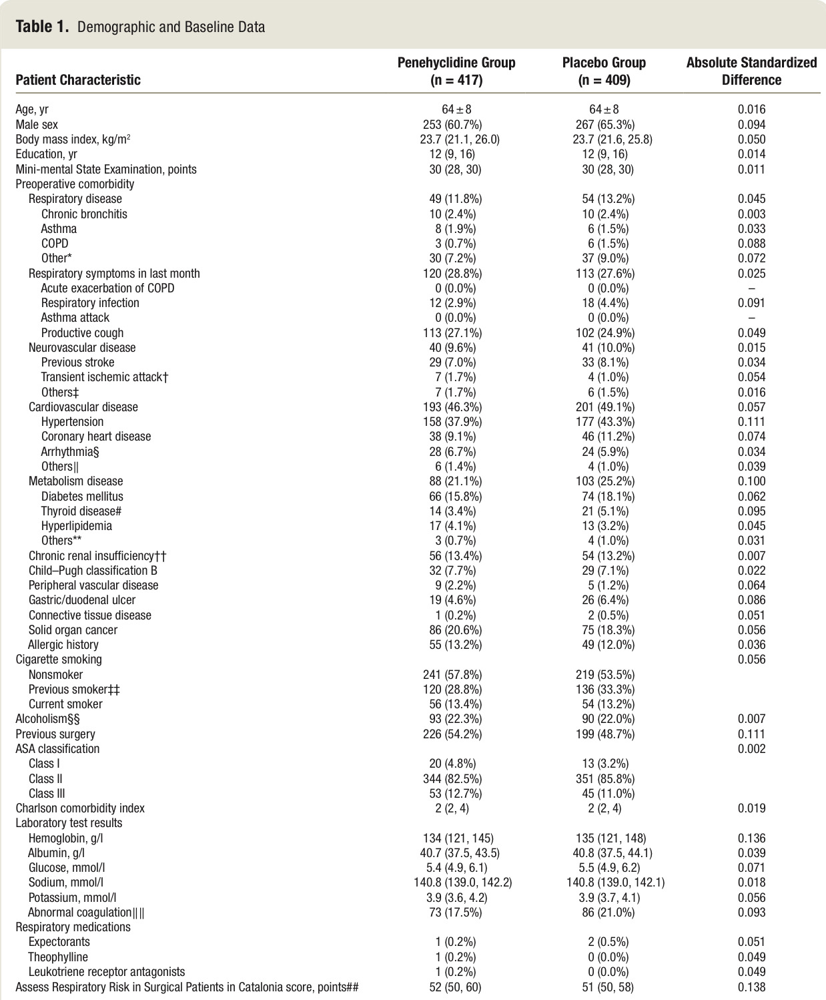 Table 1. Demographic and Baseline Data
Patient Characteristic Penehyclidine Group (n = 417) Placebo Group (n = 409) Absolute Standardized Difference
Age, yr 64 ± 8 64 ± 8 0.016
Male sex 253 (60.7%) 267 (65.3%) 0.094
Body mass index, kg/m² 23.7 (21.1, 26.0) 23.7 (21.6, 25.8) 0.050
Education, yr 12 (9, 16) 12 (9, 16) 0.014
Mini-mental State Examination, points 30 (28, 30) 30 (28, 30) 0.011
Preoperative comorbidity
Respiratory disease 49 (11.8%) 54 (13.2%) 0.045
Chronic bronchitis 10 (2.4%) 10 (2.4%) 0.003
Asthma 8 (1.9%) 6 (1.5%) 0.033
COPD 3 (0.7%) 6 (1.5%) 0.088
Other* 30 (7.2%) 37 (9.0%) 0.072
Respiratory symptoms in last month 120 (28.8%) 113 (27.6%) 0.025
Acute exacerbation of COPD 0 (0.0%) 0 (0.0%) –
Respiratory infection 12 (2.9%) 18 (4.4%) 0.091
Asthma attack 0 (0.0%) 0 (0.0%) –
Productive cough 113 (27.1%) 102 (24.9%) 0.049
Neurovascular disease 40 (9.6%) 41 (10.0%) 0.015
Previous stroke 29 (7.0%) 33 (8.1%) 0.034
Transient ischemic attack† 7 (1.7%) 4 (1.0%) 0.054
Others‡ 7 (1.7%) 6 (1.5%) 0.016
Cardiovascular disease 193 (46.3%) 201 (49.1%) 0.057
Hypertension 158 (37.9%) 177 (43.3%) 0.111
Coronary heart disease 38 (9.1%) 46 (11.2%) 0.074
Arrhythmia§ 28 (6.7%) 24 (5.9%) 0.034
Others‖ 6 (1.4%) 4 (1.0%) 0.039
Metabolism disease 88 (21.1%) 103 (25.2%) 0.100
Diabetes mellitus 66 (15.8%) 74 (18.1%) 0.062
Thyroid disease# 14 (3.4%) 21 (5.1%) 0.095
Hyperlipidemia 17 (4.1%) 13 (3.2%) 0.045
Others** 3 (0.7%) 4 (1.0%) 0.031
Chronic renal insufficiency†† 56 (13.4%) 54 (13.2%) 0.007
Child–Pugh classification B 32 (7.7%) 29 (7.1%) 0.022
Peripheral vascular disease 9 (2.2%) 5 (1.2%) 0.064
Gastric/duodenal ulcer 19 (4.6%) 26 (6.4%) 0.086
Connective tissue disease 1 (0.2%) 2 (0.5%) 0.051
Solid organ cancer 86 (20.6%) 75 (18.3%) 0.056
Allergic history 55 (13.2%) 49 (12.0%) 0.036
Cigarette smoking 0.056
Nonsmoker 241 (57.8%) 219 (53.5%)
Previous smoker‡‡ 120 (28.8%) 136 (33.3%)
Current smoker 56 (13.4%) 54 (13.2%)
Alcoholism§§ 93 (22.3%) 90 (22.0%) 0.007
Previous surgery 226 (54.2%) 199 (48.7%) 0.111
ASA classification 0.002
Class I 20 (4.8%) 13 (3.2%)
Class II 344 (82.5%) 351 (85.8%)
Class III 53 (12.7%) 45 (11.0%)
Charlson comorbidity index 2 (2, 4) 2 (2, 4) 0.019
Laboratory test results
Hemoglobin, g/l 134 (121, 145) 135 (121, 148) 0.136
Albumin, g/l 40.7 (37.5, 43.5) 40.8 (37.5, 44.1) 0.039
Glucose, mmol/l 5.4 (4.9, 6.1) 5.5 (4.9, 6.2) 0.071
Sodium, mmol/l 140.8 (139.0, 142.2) 140.8 (139.0, 142.1) 0.018
Potassium, mmol/l 3.9 (3.6, 4.2) 3.9 (3.7, 4.1) 0.056
Abnormal coagulation‖‖ 73 (17.5%) 86 (21.0%) 0.093
Respiratory medications
Expectorants 1 (0.2%) 2 (0.5%) 0.051
Theophylline 1 (0.2%) 0 (0.0%) 0.049
Leukotriene receptor antagonists 1 (0.2%) 0 (0.0%) 0.049
Assess Respiratory Risk in Surgical Patients in Catalonia score, points## 52 (50, 60) 51 (50, 58) 0.138